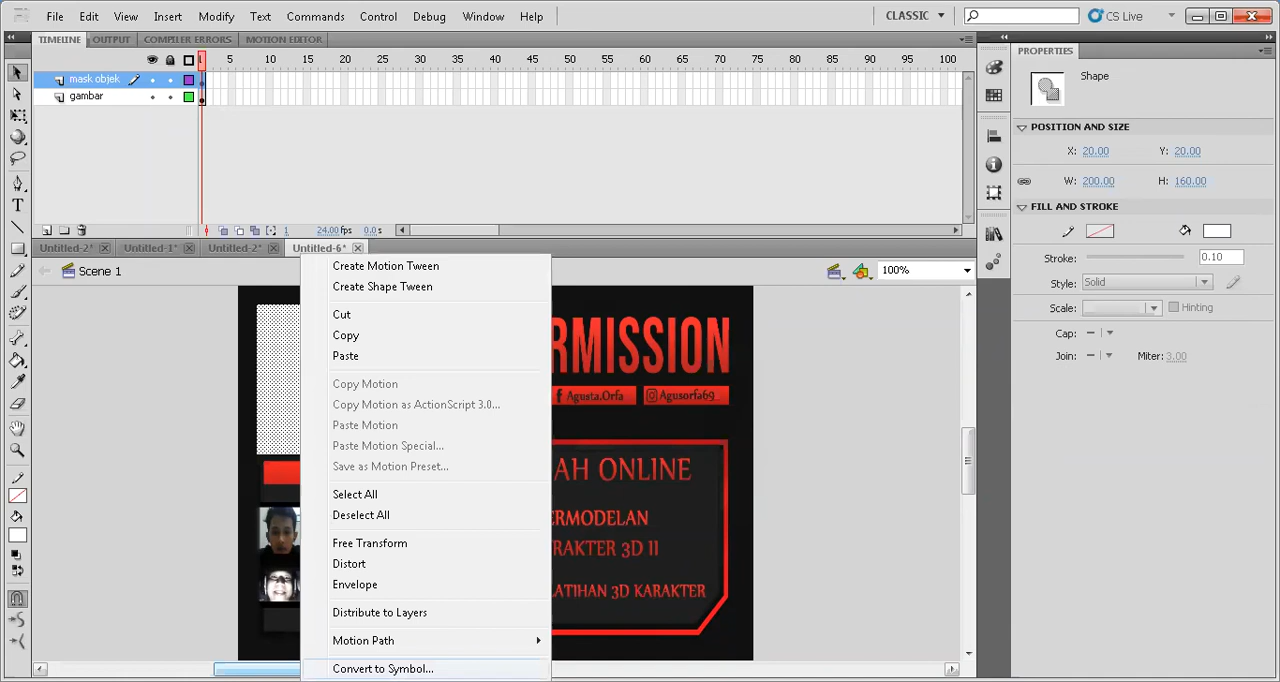 File Edit View Insert Modify Text Commands Control Debug Window Help
CLASSIC
CS Live
TIMELINE OUTPUT COMPILER ERRORS MOTION EDITOR
1 5 10 15 20 25 30 35 40 45 50 55 60 65 70 75 80 85 90 95 100
mask objek
gambar
1 24.00 fps 0.0s
Untitled-2* Untitled-1* Untitled-2* Untitled-6*
Scene 1
100%
Create Motion Tween
Create Shape Tween
Cut
Copy
Paste
Copy Motion
Copy Motion as ActionScript 3.0...
Paste Motion
Paste Motion Special...
Save as Motion Preset...
Select All
Deselect All
Free Transform
Distort
Envelope
Distribute to Layers
Motion Path
Convert to Symbol...
RMISSION
Agusta.Orfa Agusorfa69_
AH ONLINE
ERMODELAN
RAKTER 3D II
LATIHAN 3D KARAKTER
PROPERTIES
Shape
POSITION AND SIZE
X: 20.00 Y: 20.00
W: 200.00 H: 160.00
FILL AND STROKE
Stroke: 0.10
Style: Solid
Scale: Hinting
Cap:
Join: Miter: 3.00